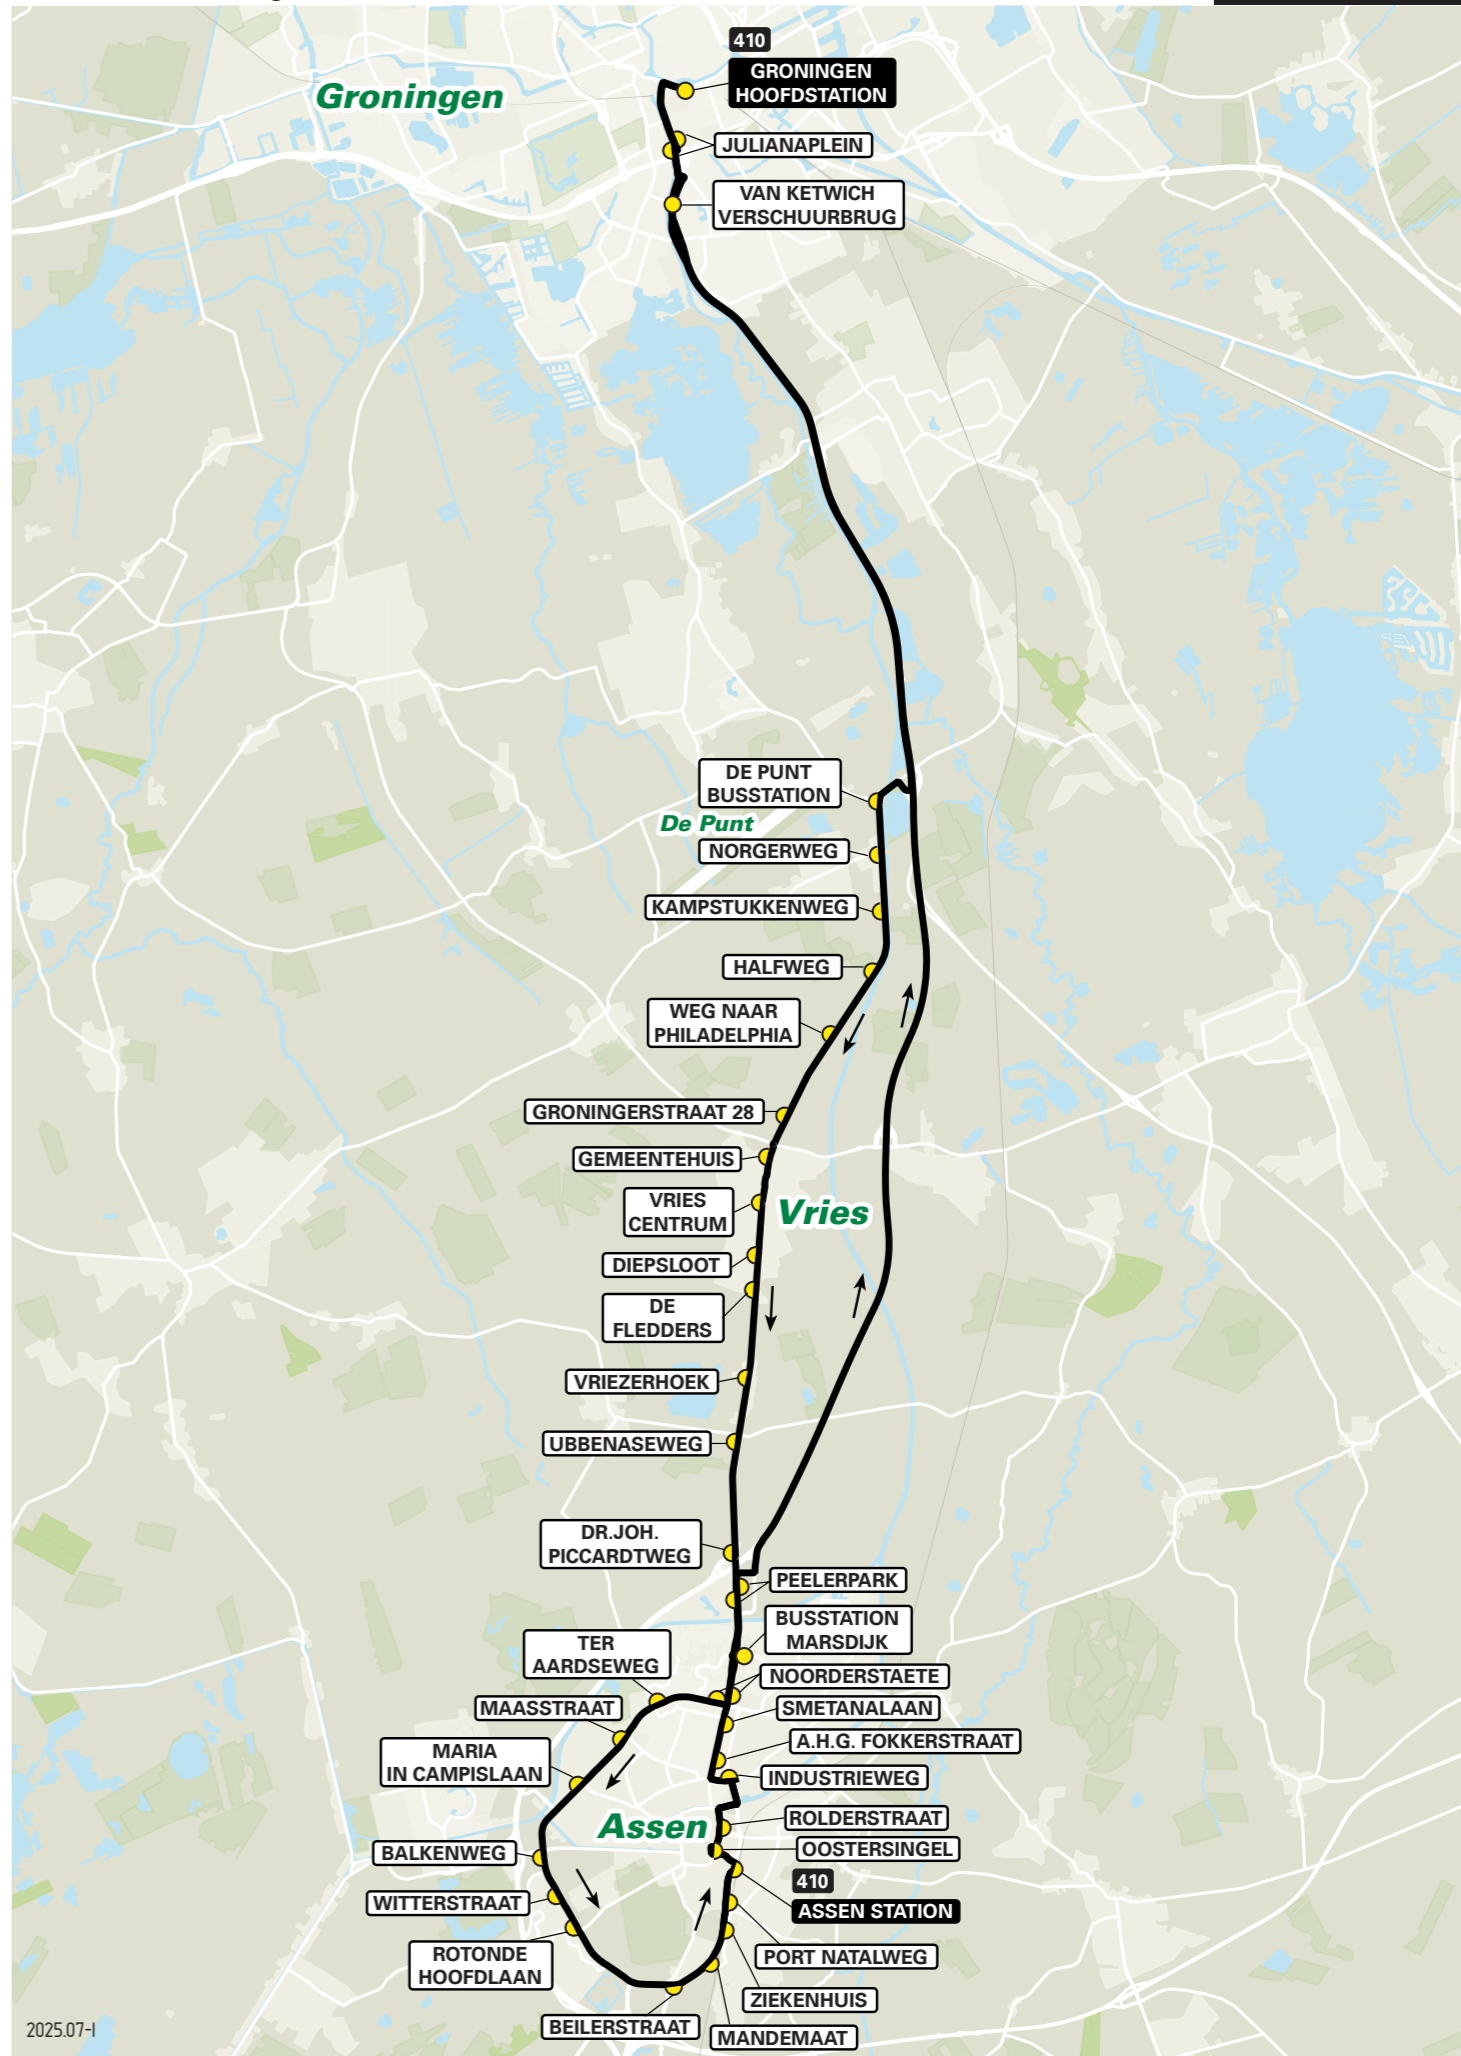 410
GRONINGEN
HOOFDSTATION
Groningen
JULIANAPLEIN
VAN KETWICH
VERSCHUURBRUG
DE PUNT
BUSSTATION
De Punt
NORGERWEG
KAMPSTUKKENWEG
HALFWEG
WEG NAAR
PHILADELPHIA
GRONINGERSTRAAT 28
GEMEENTEHUIS
VRIES
CENTRUM
Vries
DIEPSLOOT
DE
FLEDDERS
VRIEZERHOEK
UBBENASEWEG
DR.JOH.
PICCARDTWEG
PEELERPARK
BUSSTATION
MARSDIJK
TER
AARDSEWEG
NOORDERSTAETE
MAASSTRAAT
SMETANALAAN
A.H.G. FOKKERSTRAAT
MARIA
IN CAMPISLAAN
INDUSTRIEWEG
ROLDERSTRAAT
Assen
OOSTERSINGEL
BALKENWEG
410
WITTERSTRAAT
ASSEN STATION
ROTONDE
HOOFDLAAN
PORT NATALWEG
ZIEKENHUIS
BEILERSTRAAT
MANDEMAAT
2025.07-I